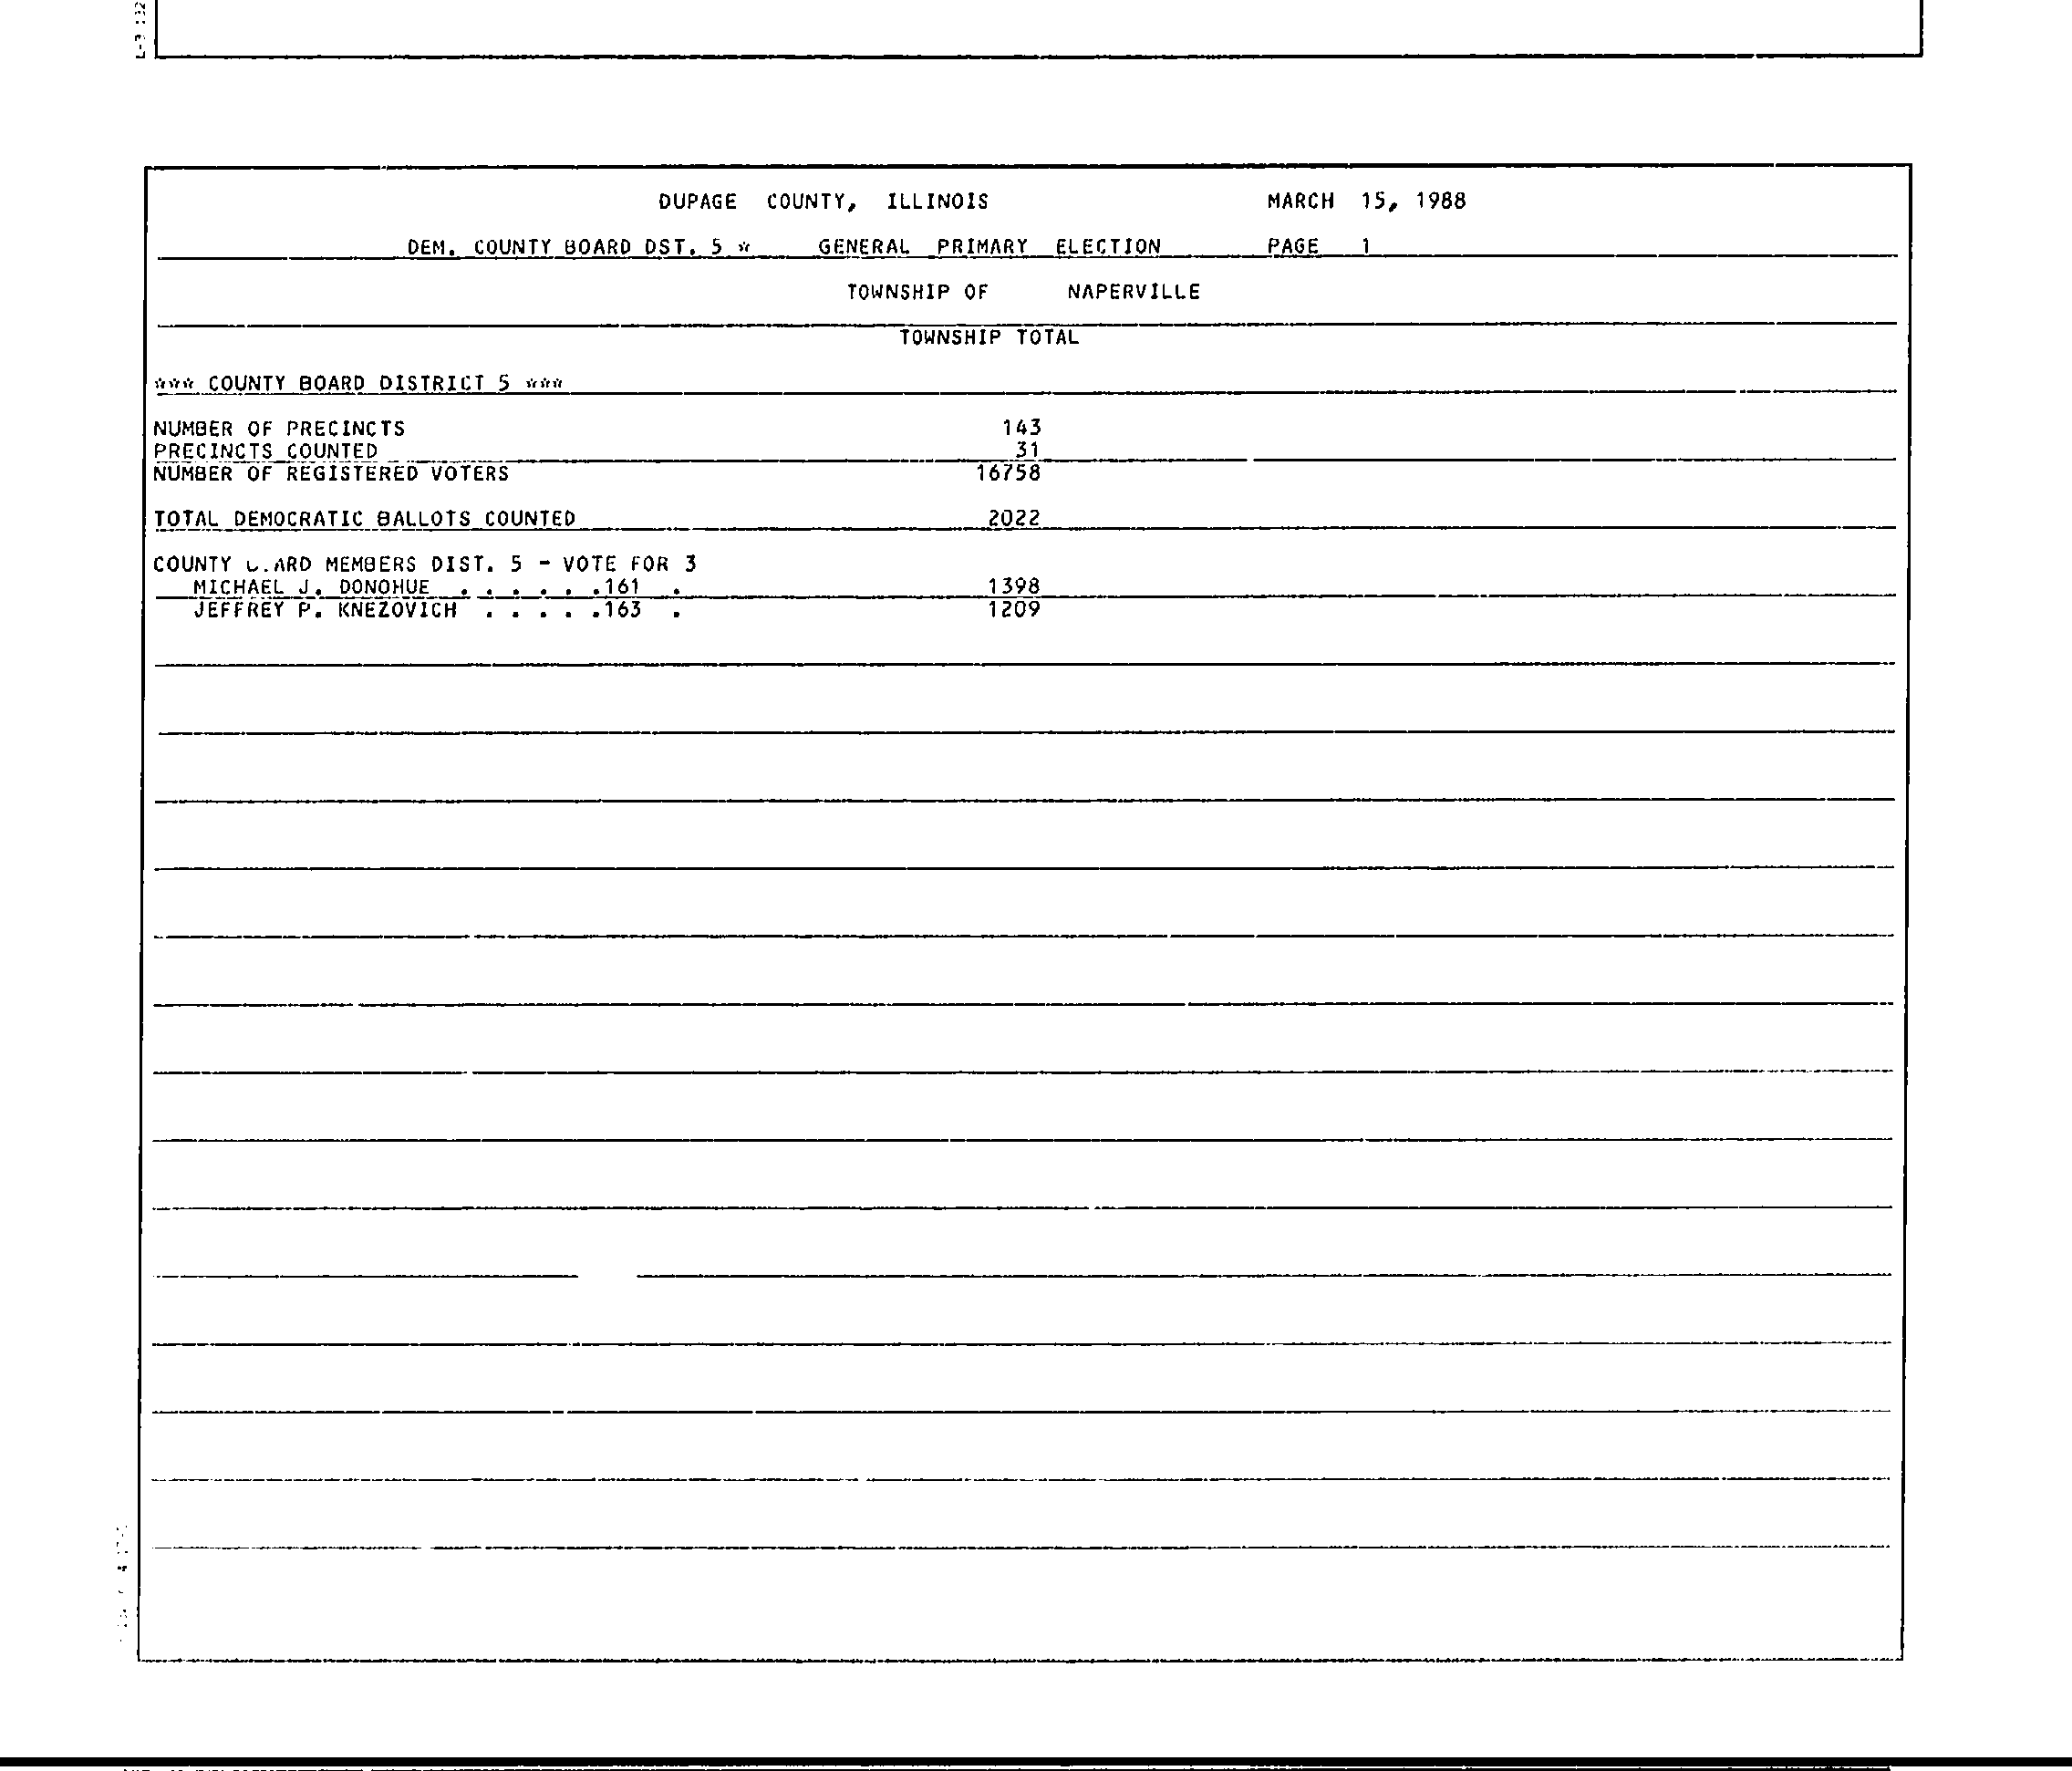 DUPAGE COUNTY, ILLINOIS MARCH 15, 1988
DEM. COUNTY BOARD DST. 5 * GENERAL PRIMARY ELECTION PAGE 1
TOWNSHIP OF NAPERVILLE
TOWNSHIP TOTAL
*** COUNTY BOARD DISTRICT 5 ***
NUMBER OF PRECINCTS 143
PRECINCTS COUNTED 31
NUMBER OF REGISTERED VOTERS 16758
TOTAL DEMOCRATIC BALLOTS COUNTED 2022
COUNTY MEMBERS DIST. 5 - VOTE FOR 3
MICHAEL J. DONOHUE . . . . . .161 . 1398
JEFFREY P. KNEZOVICH . . . . .163 . 1209